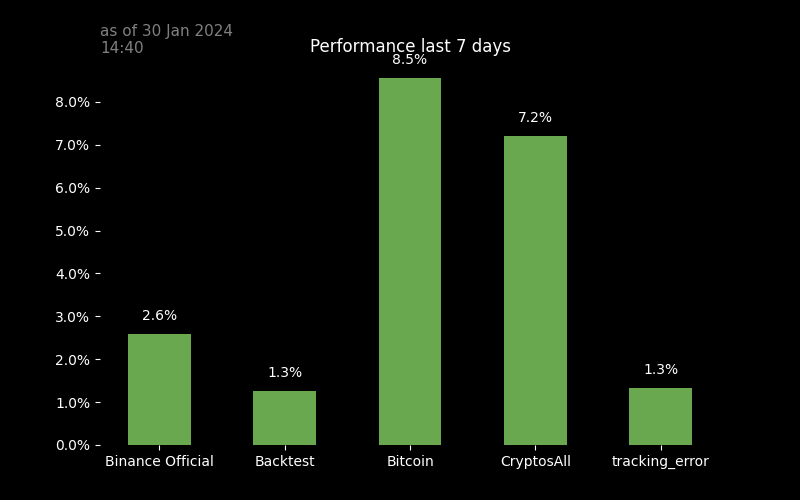 as of 30 Jan 2024
14:40
Performance last 7 days
8.5%
8.0%
7.2%
7.0%
6.0%
5.0%
4.0%
3.0%
2.6%
2.0%
1.3%
1.3%
1.0%
0.0%
Binance Official
Backtest
Bitcoin
CryptosAll
tracking_error